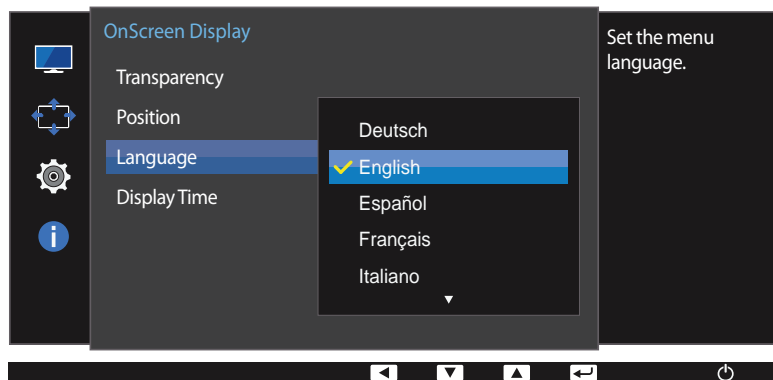 OnScreen Display
Transparency
Position
Language
Display Time
Deutsch
English
Español
Français
Italiano
Set the menu
language.